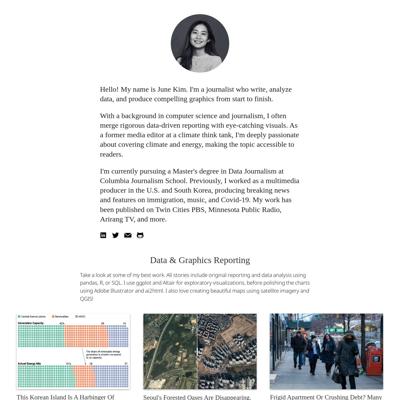 Hello! My name is June Kim. I'm a journalist who write, analyze
data, and produce compelling graphics from start to finish.
With a background in computer science and journalism, I often
merge rigorous data-driven reporting with eye-catching visuals. As
a former media editor at a climate think tank, I'm deeply passionate
about covering climate and energy, making the topic accessible to
readers.
I'm currently pursuing a Master's degree in Data Journalism at
Columbia Journalism School. Previously, I worked as a multimedia
producer in the U.S. and South Korea, producing breaking news
and features on immigration, music, and Covid-19. My work has
been published on Twin Cities PBS, Minnesota Public Radio,
Arirang TV, and more.
Data & Graphics Reporting
Take a look at some of my best work. All stories include original reporting and data analysis using
pandas, R, or SQL. I use ggplot and Altair for exploratory visualizations, before polishing the charts
using Adobe Illustrator and ai2html. I also love creating beautiful maps using satellite imagery and
QGIS!
Generation Capacity
Actual Energy Mix
This Korean Island Is A Harbinger Of
Seoul's Forested Oases Are Disappearing.
Frigid Apartment Or Crushing Debt? Many